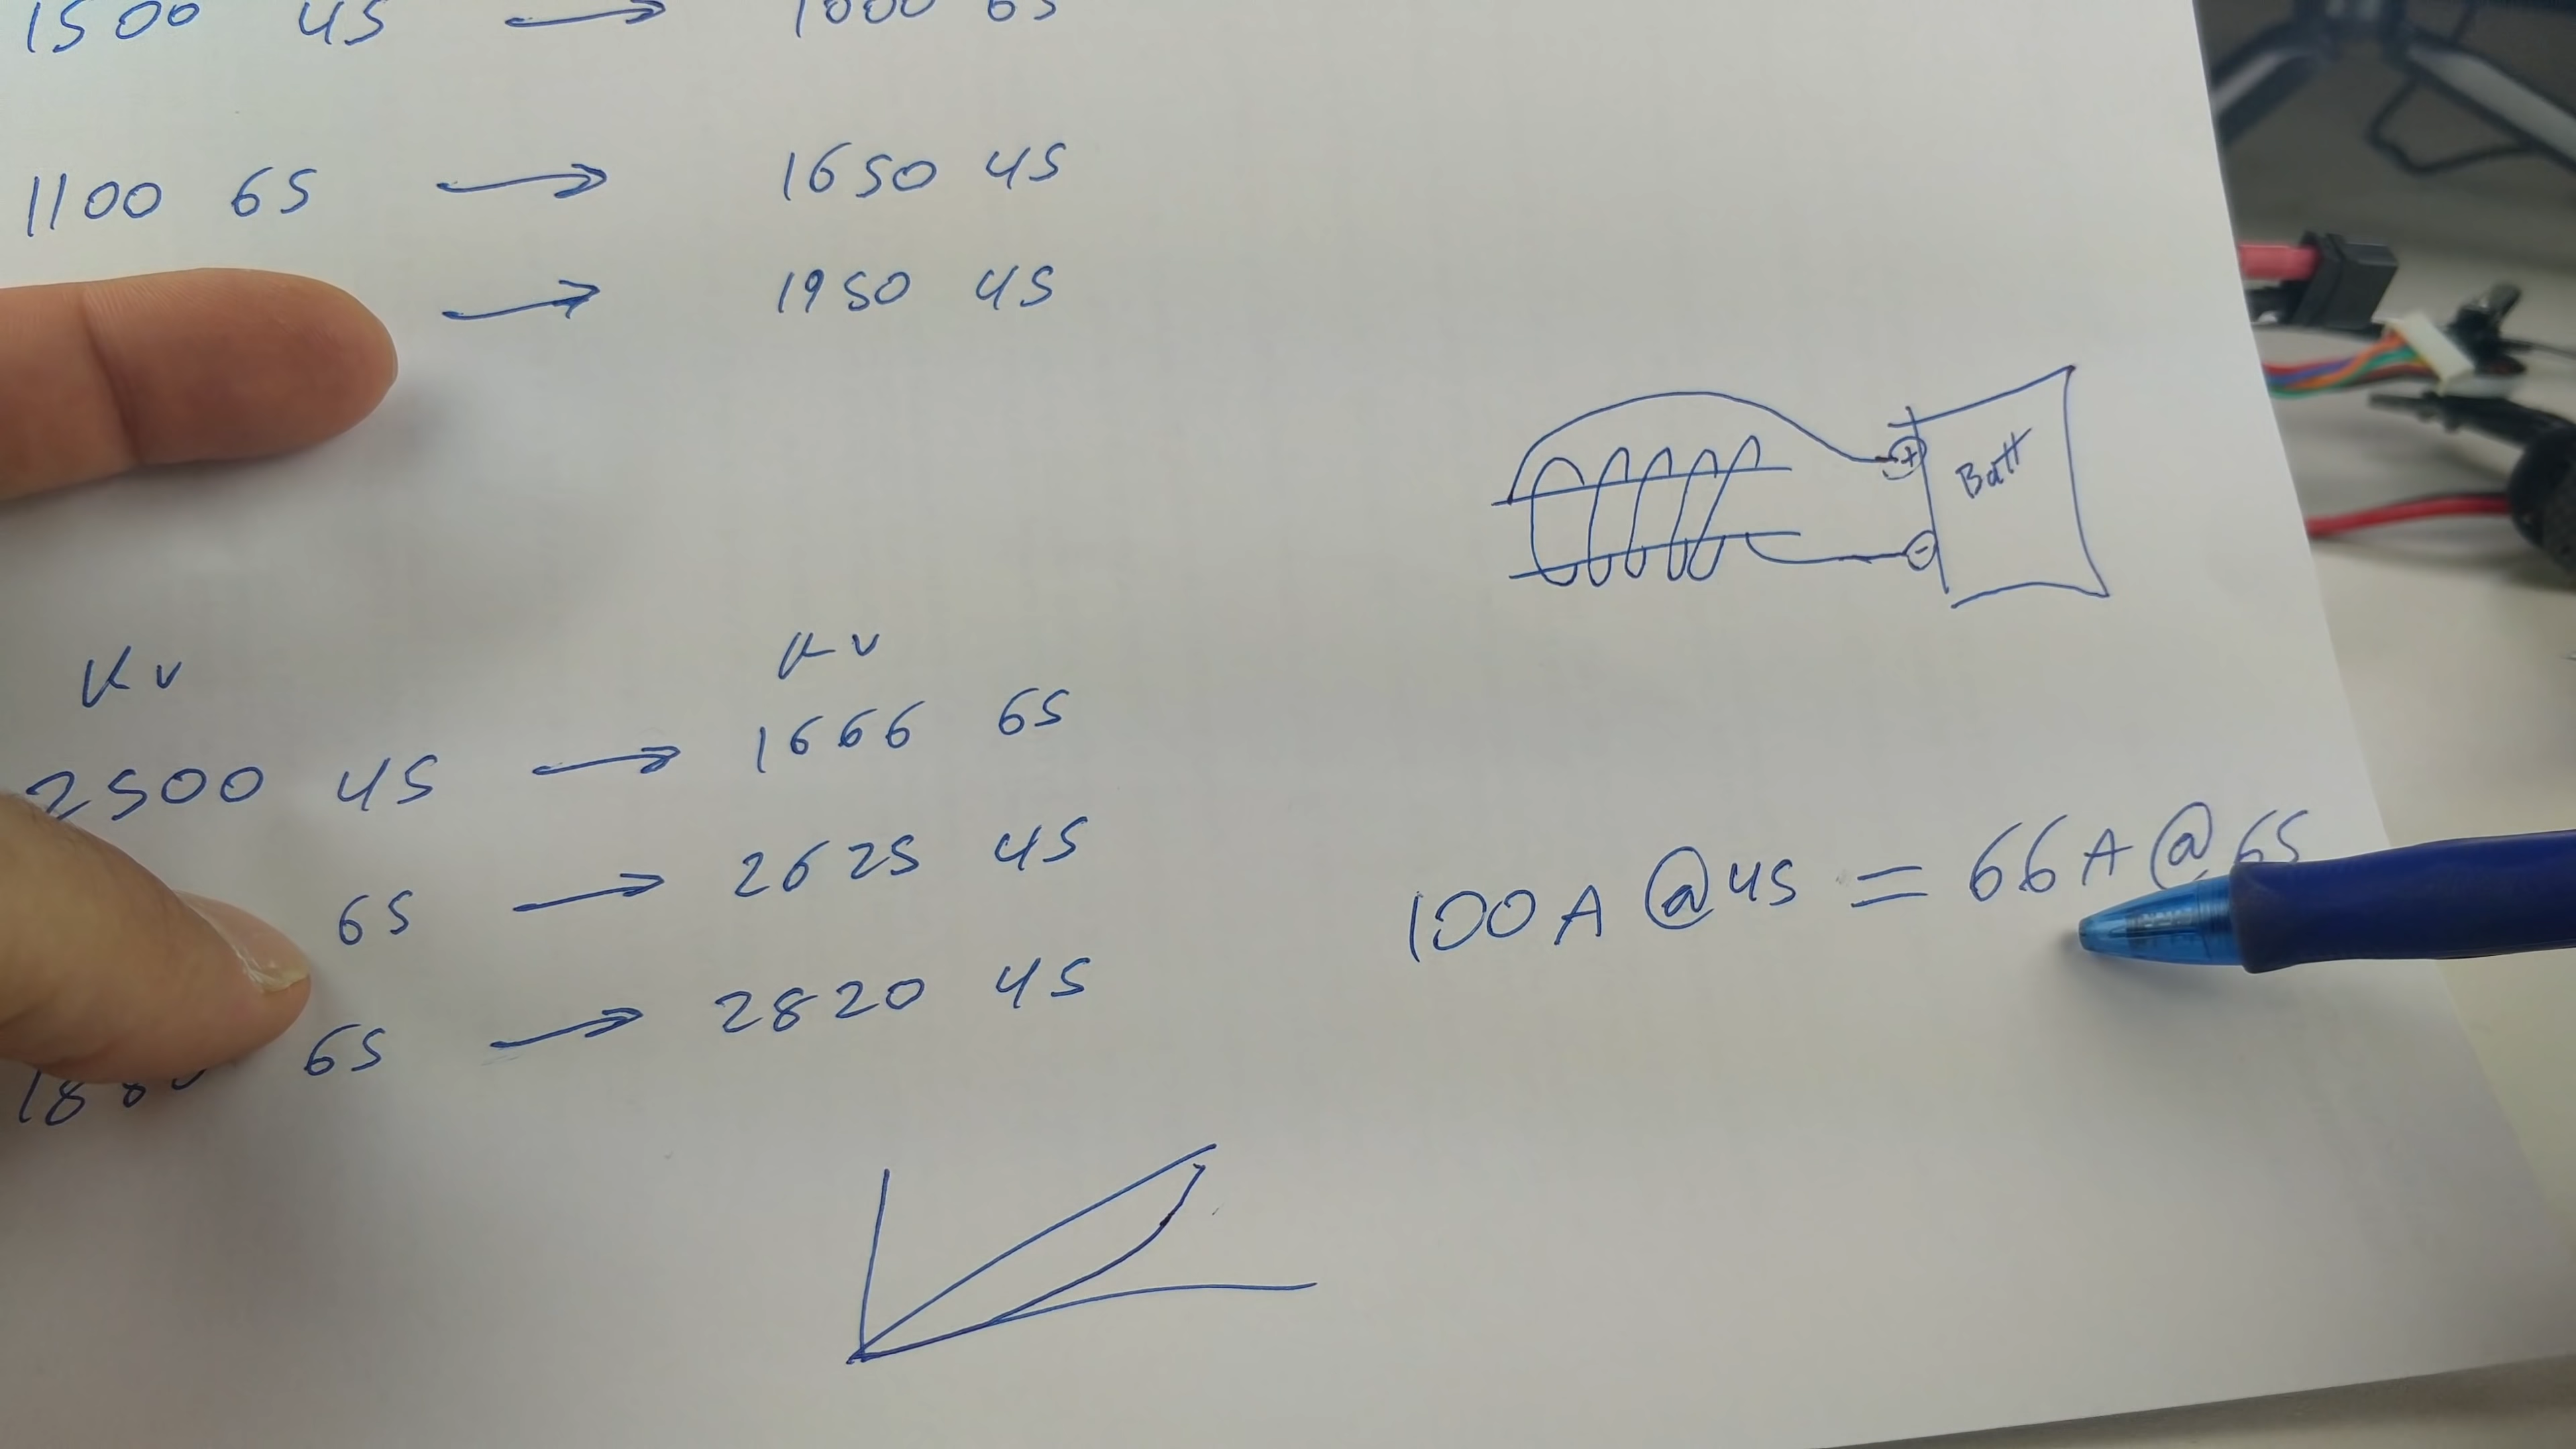 1500 4S → 1000 6S
1100 6S → 1650 4S
→ 1950 4S
Batt
+
-
Kv Kv
2500 4S → 1666 6S
6S → 2625 4S
6S → 2820 4S
100A @4S = 66A @ 6S